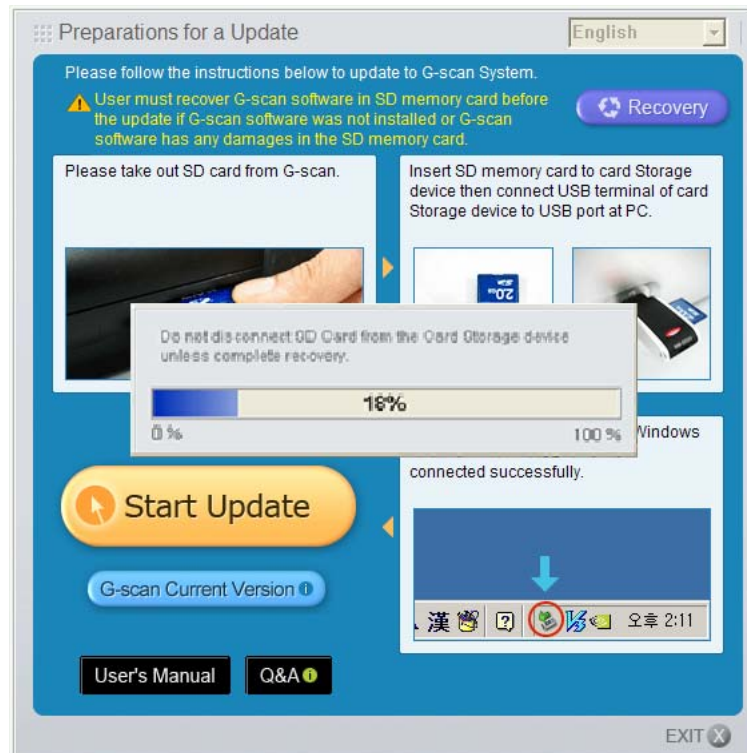 Preparations for a Update
English
Please follow the instructions below to update to G-scan System.
User must recover G-scan software in SD memory card before
the update if G-scan software was not
installed or G-scan
software has any damages in the SD
memory card.
Recovery
Please take out SD card from G-scan.
Insert SD memory card to card Storage
device then connect USB terminal of card
Storage device to USB port at PC.
2.0
Do not disconnect SD Card from the Card Storage device
unless complete recovery.
18%
0 %
100 %
Windows
connected successfully.
Start Update
G-scan Current Version
漢
오후 2:11
User's Manual
Q&A
EXIT